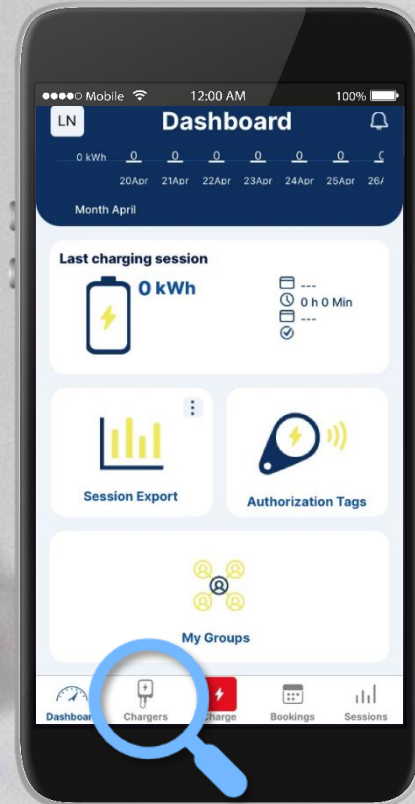 Mobile 12:00 AM 100%
LN Dashboard
0 kWh 0 0 0 0 0 0
20Apr 21Apr 22Apr 23Apr 24Apr 25Apr 26/
Month April
Last charging session
0 kWh
---
0 h 0 Min
---
Session Export
Authorization Tags
My Groups
Dashboar Chargers Charge Bookings Sessions